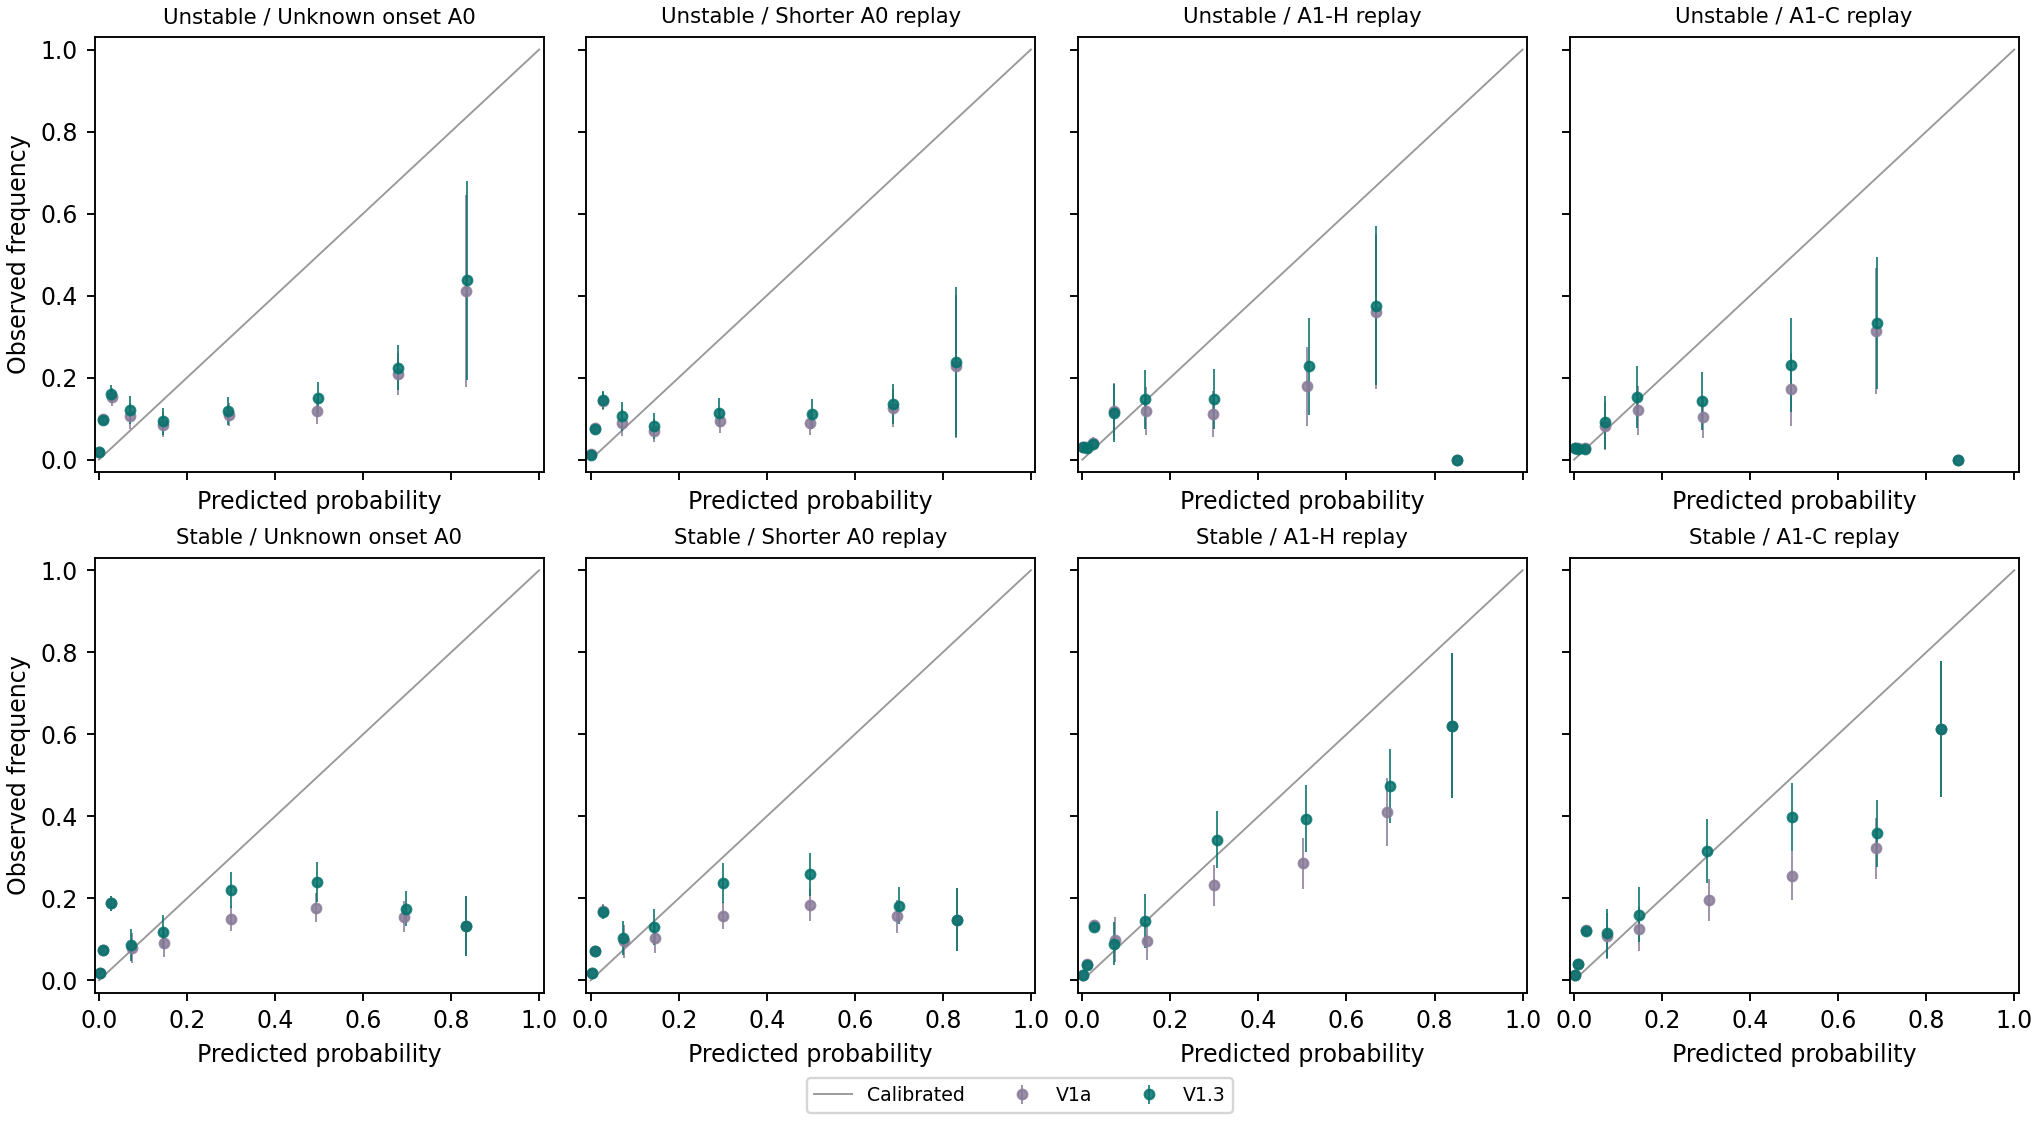 Unstable / Unknown onset A0
Unstable / Shorter A0 replay
Unstable / A1-H replay
Unstable / A1-C replay
1.0
0.8
0.6
0.4
0.2
0.0
Observed frequency
Predicted probability
Predicted probability
Predicted probability
Predicted probability
Stable / Unknown onset A0
Stable / Shorter A0 replay
Stable / A1-H replay
Stable / A1-C replay
1.0
0.8
0.6
0.4
0.2
0.0
Observed frequency
0.0 0.2 0.4 0.6 0.8 1.0
0.0 0.2 0.4 0.6 0.8 1.0
0.0 0.2 0.4 0.6 0.8 1.0
0.0 0.2 0.4 0.6 0.8 1.0
Predicted probability
Predicted probability
Predicted probability
Predicted probability
Calibrated V1a V1.3